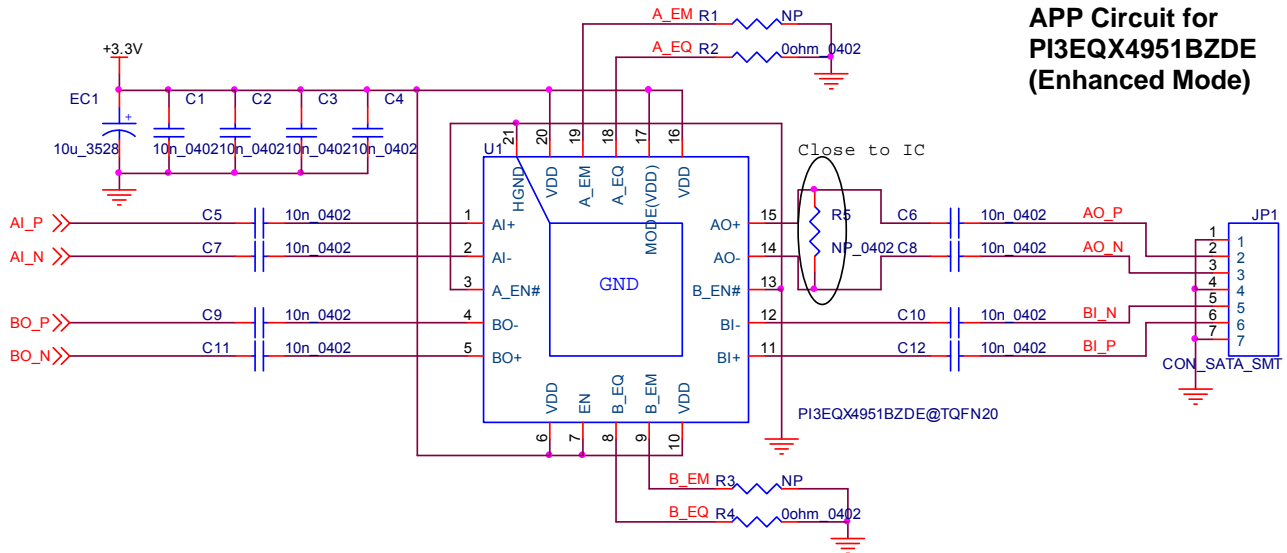 APP Circuit for
PI3EQX4951BZDE
(Enhanced Mode)
A_EM R1 NP
A_EQ R2 0ohm_0402
+3.3V
EC1 C1 C2 C3 C4
10u_3528 10n_0402 10n_0402 10n_0402 10n_0402
U1
21 20 19 18 17 16
HGND VDD A_EM A_EQ MODE(VDD) VDD
Close to IC
AI_P C5 10n_0402 1 AI+ AO+ 15 R5 C6 10n_0402 AO_P JP1
AI_N C7 10n_0402 2 AI- AO- 14 NP_0402 C8 10n_0402 AO_N
3 A_EN# GND B_EN# 13
BO_P C9 10n_0402 4 BO- BI- 12 C10 10n_0402 BI_N
BO_N C11 10n_0402 5 BO+ BI+ 11 C12 10n_0402 BI_P
1 1
2 2
3 3
4 4
5 5
6 6
7 7
CON_SATA_SMT
VDD EN B_EQ B_EM VDD
6 7 8 9 10
PI3EQX4951BZDE@TQFN20
B_EM R3 NP
B_EQ R4 0ohm_0402